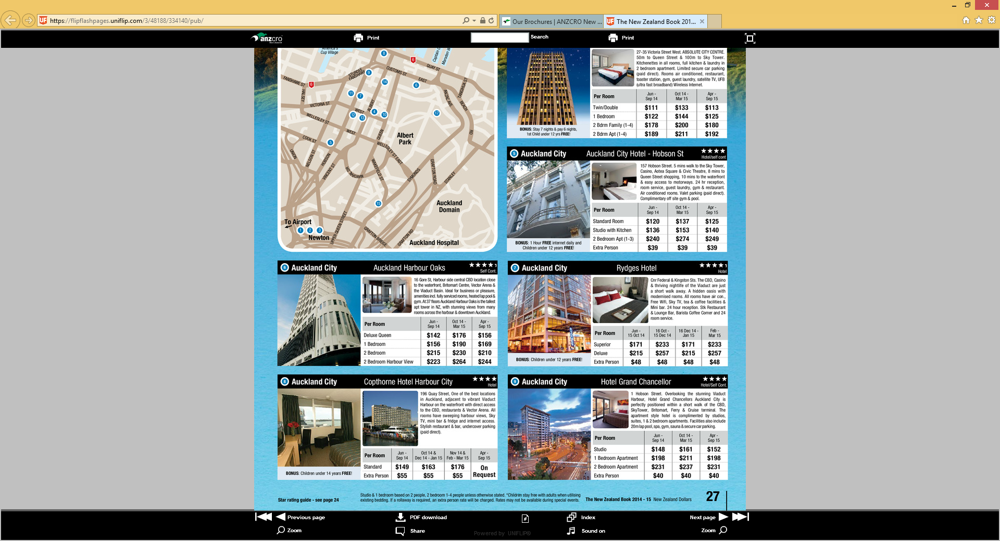 https://flipflashpages.uniflip.com/3/48188/334140/pub/
Our Brochures | ANZCRO New ...
The New Zealand Book 201...
anzcro
New Zealand
Print
Search
Print
America's
Cup Village
QUAY ST
CUSTOMS ST
EAST
STURDEE
FANSHAWE
FANSHAWE ST
HALSEY
VICTORIA ST
WEST
WELLESLEY ST
WEST
ALBERT
QUEEN
COOK ST
UNION
NELSON ST
HOBSON
VINCENT ST
MAYORAL DR
WAKEFIELD ST
WELLESLEY ST EAST
SYMONDS
GRAFTON ROAD
STANLEY
ANZAC AVE
BEACH
RD
TANGIHUA ST
Albert
Park
Auckland
Domain
To Airport
1 2 3
Newton
UPPER QUEEN STREET
GRAFTON BRIDGE
GRAFTON RD
Auckland Hospital
27-35 Victoria Street West. ABSOLUTE CITY CENTRE.
50m to Queen Street & 100m to Sky Tower.
Kitchenettes in all rooms, full kitchen & laundry in
2 bedroom apartment. Limited secure car parking
(paid direct). Rooms air conditioned, restaurant,
toaster station, gym, guest laundry, satellite TV, UFB
(ultra fast broadband) Wireless Internet.
Per Room Jun - Sep 14 Oct 14 - Mar 15 Apr - Sep 15
Twin/Double $111 $133 $113
1 Bedroom $122 $144 $125
2 Bdrm Family (1-4) $178 $200 $180
2 Bdrm Apt (1-4) $189 $211 $192
BONUS: Stay 7 nights & pay 6 nights,
1st Child under 12 yrs FREE!
5 Auckland City Auckland City Hotel - Hobson St
Hotel/self cont
157 Hobson Street. 5 mins walk to the Sky Tower,
Casino, Aotea Square & Civic Theatre, 8 mins to
Queen Street shopping, 10 mins to the waterfront
& easy access to motorways. 24 hr reception,
room service, guest laundry, gym & restaurant.
Air conditioned rooms. Valet parking (paid direct).
Complimentary off site gym & pool.
Per Room Jun - Sep 14 Oct 14 - Mar 15 Apr - Sep 15
Standard Room $120 $137 $125
Studio with Kitchen $136 $153 $140
2 Bedroom Apt (1-3) $240 $274 $249
Extra Person $39 $39 $39
BONUS: 1 Hour FREE internet daily and
Children under 12 years FREE!
6 Auckland City Auckland Harbour Oaks
Self Cont.
16 Gore St, Harbour side central CBD location close
to the waterfront, Britomart Centre, Vector Arena &
the Viaduct Basin. Ideal for business or pleasure,
amenities incl. fully serviced rooms, heated lap pool &
gym. At 37 floors Auckland Harbour Oaks is the tallest
apt tower in NZ, with stunning views from many
rooms across the harbour & downtown Auckland.
Per Room Jun - Sep 14 Oct 14 - Mar 15 Apr - Sep 15
Deluxe Queen $142 $176 $156
1 Bedroom $156 $190 $169
2 Bedroom $215 $230 $210
2 Bedroom Harbour View $223 $264 $244
7 Auckland City Rydges Hotel
Hotel
Cnr Federal & Kingston Sts. The CBD, Casino
& thriving nightlife of the Viaduct are just
a short walk away. A hidden oasis with
modernised rooms. All rooms have air con.,
Free Wifi, Sky TV, tea & coffee facilities &
Mini bar. 24 hour reception. Stk Restaurant
& Lounge Bar, Barista Coffee Corner and 24
room service.
Per Room Jun - 15 Oct 14 16 Oct - 15 Dec 14 16 Dec 14 - Jan 15 Feb - Mar 15
Superior $171 $233 $171 $233
Deluxe $215 $257 $215 $257
Extra Person $48 $48 $48 $48
BONUS: Children under 12 years FREE!
8 Auckland City Copthorne Hotel Harbour City
Hotel
196 Quay Street, One of the best locations
in Auckland, adjacent to vibrant Viaduct
Harbour on the waterfront with direct access
to the CBD, restaurants & Vector Arena. All
rooms have sweeping harbour views, Sky
TV, mini bar & fridge and internet access.
Stylish restaurant & bar, undercover parking
(paid direct).
Per Room Jun - Sep 14 Oct 14 & Dec 14 - Jan 15 Nov 14 & Feb - Mar 15 Apr - Sep 15
Standard $149 $163 $176 On Request
Extra Person $55 $55 $55
BONUS: Children under 14 years FREE!
9 Auckland City Hotel Grand Chancellor
Hotel/Self Cont.
1 Hobson Street. Overlooking the stunning Viaduct
Harbour, Hotel Grand Chancellors Auckland City is
perfectly positioned within a short walk of the CBD,
SkyTower, Britomart, Ferry & Cruise terminal. The
apartment style hotel is complimented by studios,
suites, 1 & 2 bedroom apartments. Facilities also include
20m lap pool, spa, gym, sauna & secure car parking.
Per Room Jun - Sep 14 Oct 14 - Mar 15 Apr - Sep 15
Studio $148 $161 $152
1 Bedroom Apartment $198 $211 $198
2 Bedroom Apartment $231 $237 $231
Extra Person $40 $40 $40
Star rating guide - see page 24
Studio & 1 bedroom based on 2 people, 2 bedroom 1-4 people unless otherwise stated. *Children stay free with adults when utilising
existing bedding. If a rollaway is required, an extra person rate will be charged. Rates may not be available during special events.
The New Zealand Book 2014 - 15 New Zealand Dollars
27
Previous page
PDF download
Index
Next page
Zoom
Share
Powered by UNIFLIP®
Sound on
Zoom